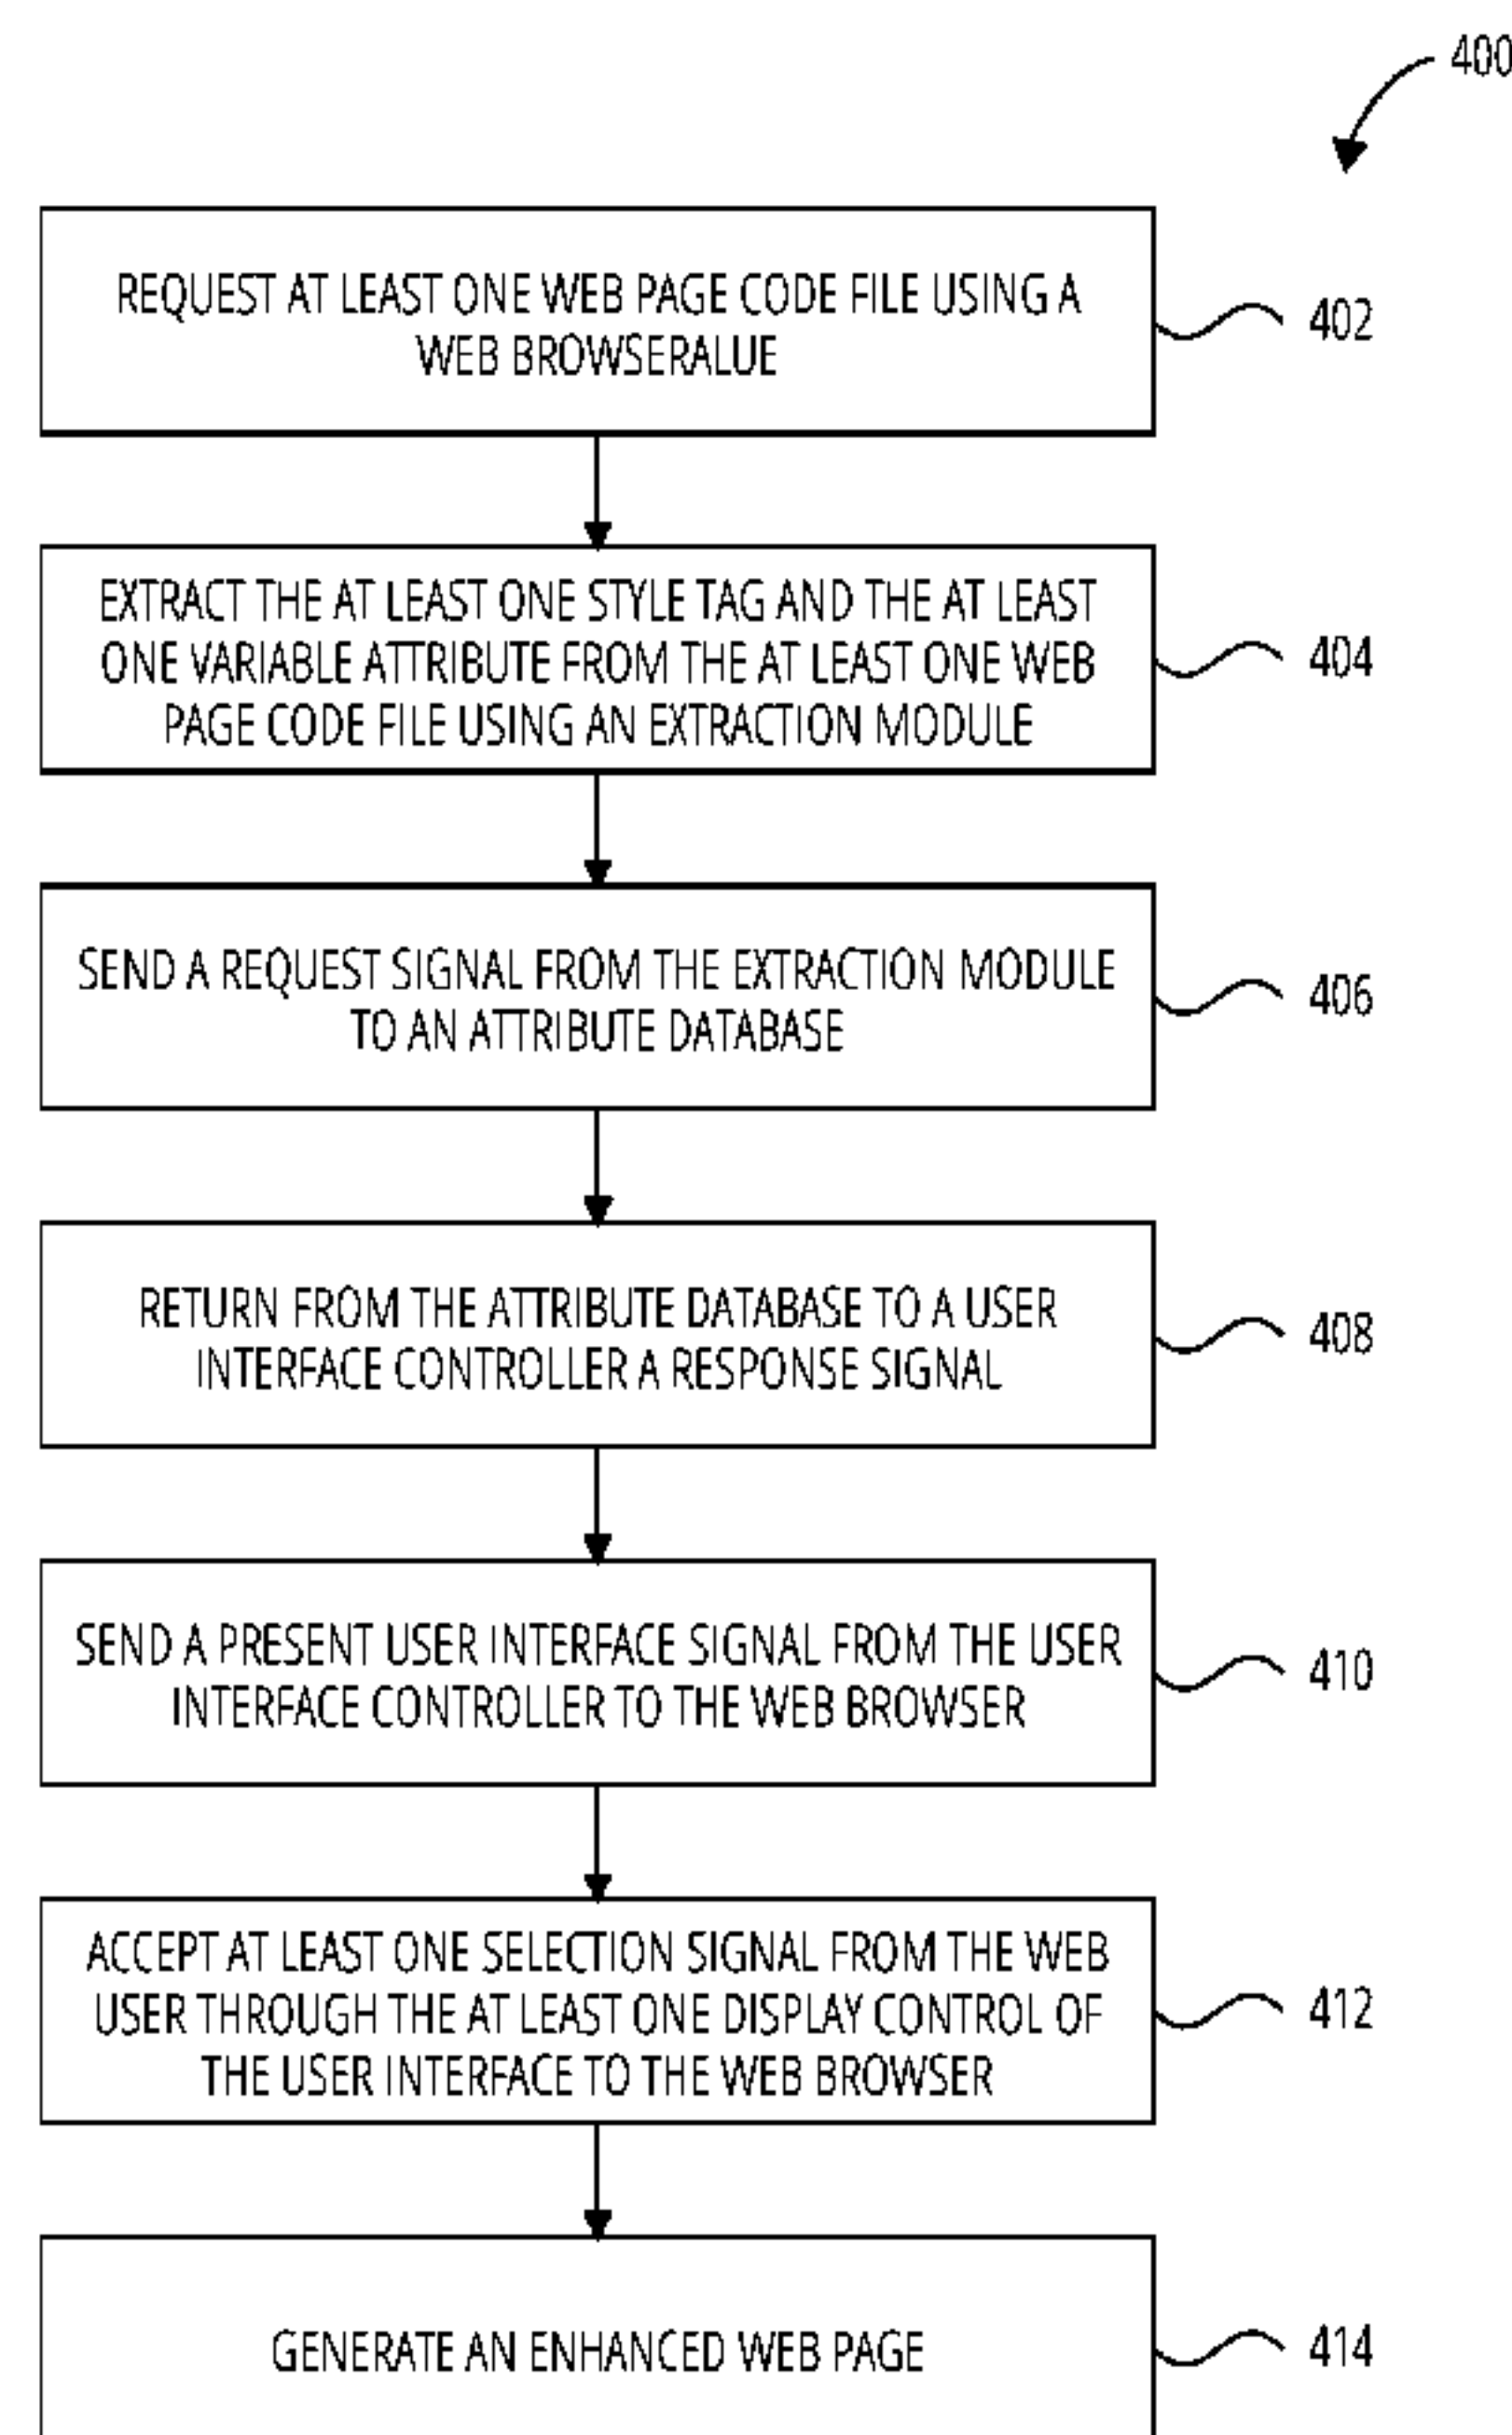 400
REQUEST AT LEAST ONE WEB PAGE CODE FILE USING A
WEB BROWSERALUE
402
EXTRACT THE AT LEAST ONE STYLE TAG AND THE AT LEAST
ONE VARIABLE ATTRIBUTE FROM THE AT LEAST ONE WEB
PAGE CODE FILE USING AN EXTRACTION MODULE
404
SEND A REQUEST SIGNAL FROM THE EXTRACTION MODULE
TO AN ATTRIBUTE DATABASE
406
RETURN FROM THE ATTRIBUTE DATABASE TO A USER
INTERFACE CONTROLLER A RESPONSE SIGNAL
408
SEND A PRESENT USER INTERFACE SIGNAL FROM THE USER
INTERFACE CONTROLLER TO THE WEB BROWSER
410
ACCEPT AT LEAST ONE SELECTION SIGNAL FROM THE WEB
USER THROUGH THE AT LEAST ONE DISPLAY CONTROL OF
THE USER INTERFACE TO THE WEB BROWSER
412
GENERATE AN ENHANCED WEB PAGE
414